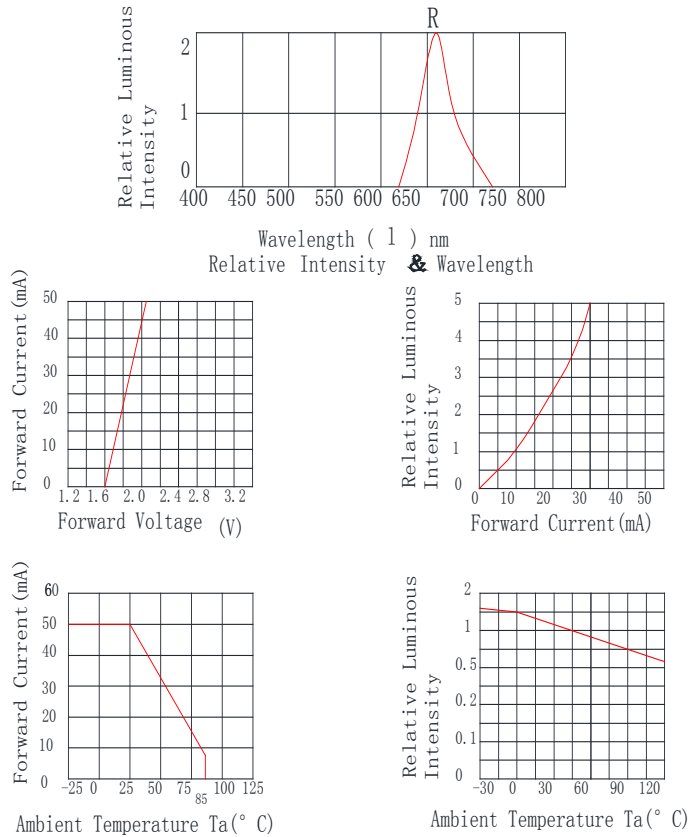 R
Relative Luminous
Intensity
2
1
0
400 450 500 550 600 650 700 750 800
Wavelength ( l ) nm
Relative Intensity & Wavelength
Forward Current(mA)
50
40
30
20
10
0
1.2 1.6 2.0 2.4 2.8 3.2
Forward Voltage (V)
Relative Luminous
Intensity
5
4
3
2
1
0
0 10 20 30 40 50
Forward Current(mA)
Forward Current(mA)
60
50
40
30
20
10
0
-25 0 25 50 75 100 125
85
Ambient Temperature Ta(° C)
Relative Luminous
Intensity
2
1
0.5
0.2
0.1
0
-30 0 30 60 90 120
Ambient Temperature Ta(° C)